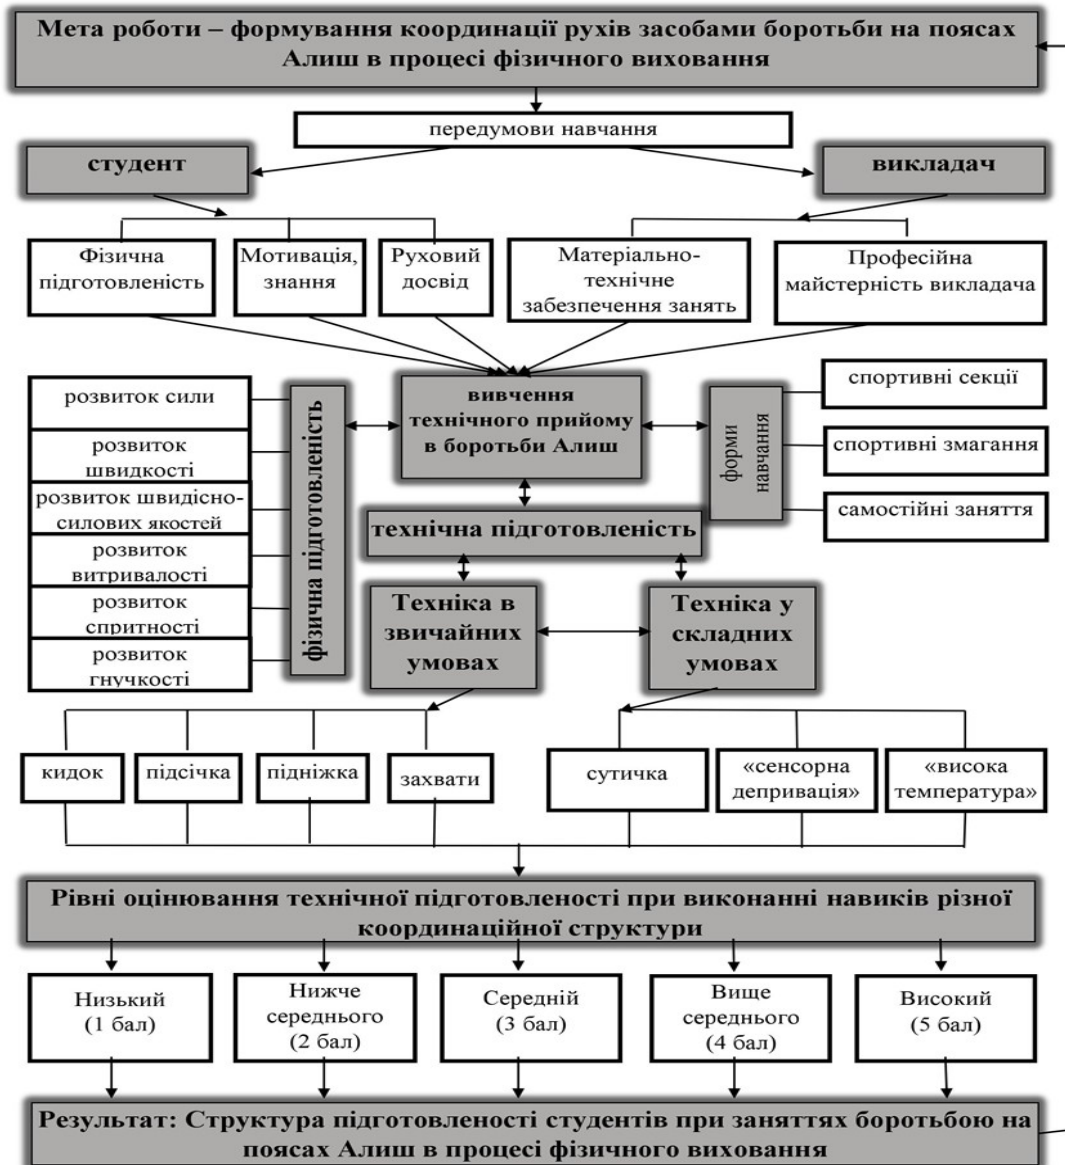 Мета роботи – формування координації рухів засобами боротьби на поясах
Алиш в процесі фізичного виховання
передумови навчання
студент
викладач
Фізична
підготовленість
Мотивація,
знання
Руховий
досвід
Матеріально-
технічне
забезпечення занять
Професійна
майстерність викладача
розвиток сили
розвиток
швидкості
розвиток швидісно-
силових якостей
розвиток
витривалості
розвиток
спритності
розвиток
гнучкості
фізична підготовленість
вивчення
технічного прийому
в боротьби Алиш
форми
навчання
спортивні секції
спортивні змагання
самостійні заняття
технічна підготовленість
Техніка в
звичайних
умовах
Техніка у
складних
умовах
кидок
підсічка
підніжка
захвати
сутичка
«сенсорна
депривація»
«висока
температура»
Рівні оцінювання технічної підготовленості при виконанні навиків різної
координаційної структури
Низький
(1 бал)
Нижче
середнього
(2 бал)
Середній
(3 бал)
Вище
середнього
(4 бал)
Високий
(5 бал)
Результат: Структура підготовленості студентів при заняттях боротьбою на
поясах Алиш в процесі фізичного виховання